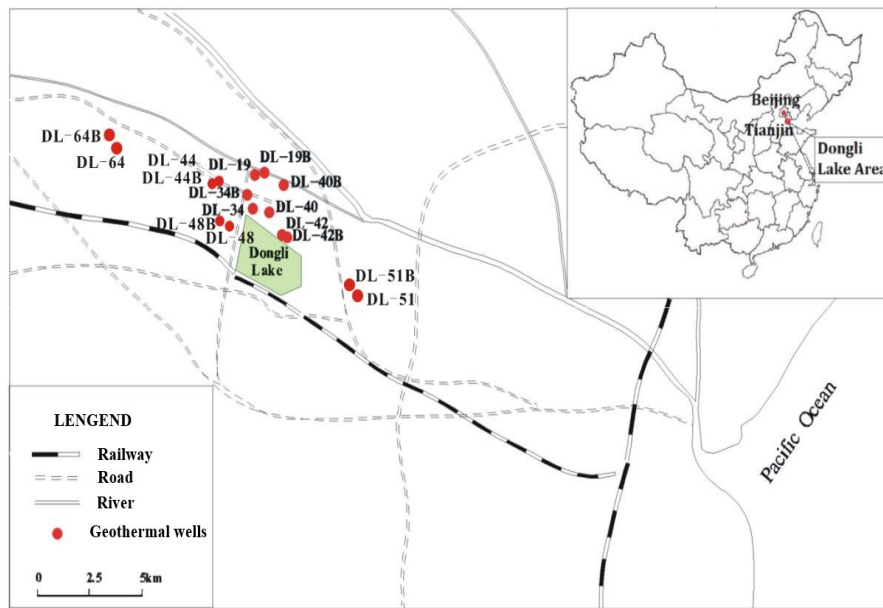 DL-64B
DL-64
DL-44
DL-44B
DL-19
DL-19B
DL-34B
DL-40B
DL-34
DL-40
DL-48B
DL-48
DL-42
DL-42B
Dongli
Lake
DL-51B
DL-51
Beijing
Tianjin
Dongli
Lake Area
Pacific Ocean
LENGEND
Railway
Road
River
Geothermal wells
0 2.5 5km